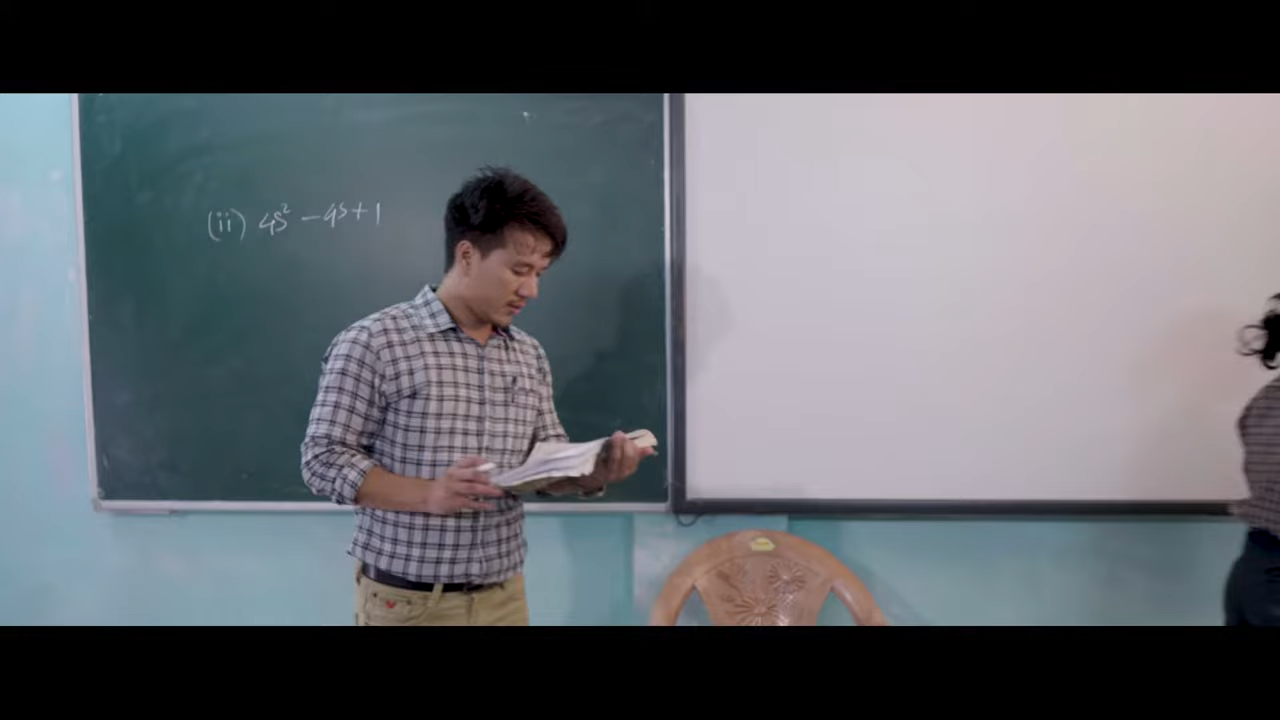 (ii) 4s² - 4s + 1